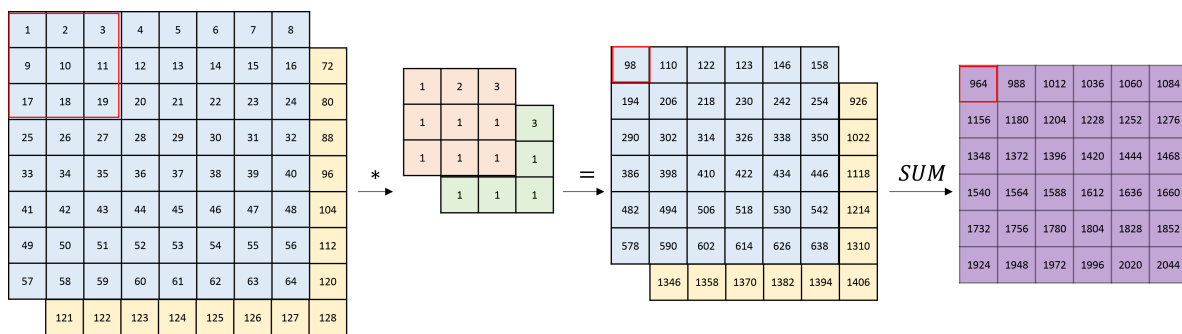 1 2 3 4 5 6 7 8
9 10 11 12 13 14 15 16 72
17 18 19 20 21 22 23 24 80
25 26 27 28 29 30 31 32 88
33 34 35 36 37 38 39 40 96
41 42 43 44 45 46 47 48 104
49 50 51 52 53 54 55 56 112
57 58 59 60 61 62 63 64 120
121 122 123 124 125 126 127 128
*
1 2 3
1 1 1 3
1 1 1 1
1 1 1
=
98 110 122 123 146 158
194 206 218 230 242 254 926
290 302 314 326 338 350 1022
386 398 410 422 434 446 1118
482 494 506 518 530 542 1214
578 590 602 614 626 638 1310
1346 1358 1370 1382 1394 1406
SUM
964 988 1012 1036 1060 1084
1156 1180 1204 1228 1252 1276
1348 1372 1396 1420 1444 1468
1540 1564 1588 1612 1636 1660
1732 1756 1780 1804 1828 1852
1924 1948 1972 1996 2020 2044